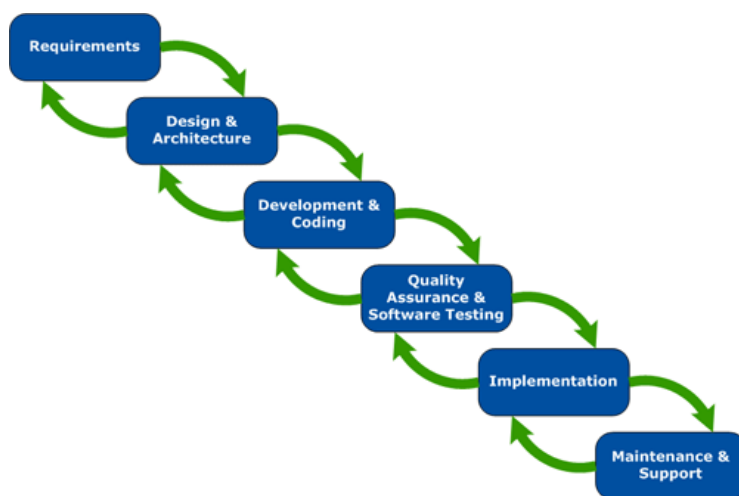 Requirements
Design &
Architecture
Development &
Coding
Quality
Assurance &
Software Testing
Implementation
Maintenance &
Support